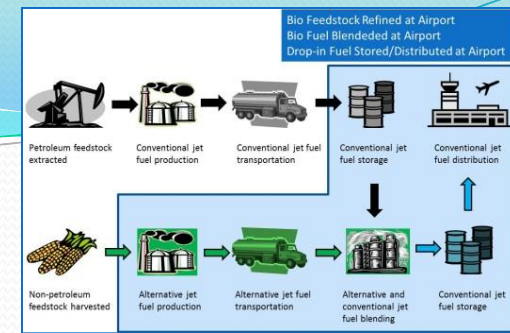 Bio Feedstock Refined at Airport
Bio Fuel Blendeded at Airport
Drop-in Fuel Stored/Distributed at Airport
Petroleum feedstock
extracted
Conventional jet
fuel production
Conventional jet fuel
transportation
Conventional jet
fuel storage
Conventional jet
fuel distribution
Non-petroleum
feedstock harvested
Alternative jet
fuel production
Alternative jet fuel
transportation
Alternative and
conventional jet
fuel blending
Conventional jet
fuel storage